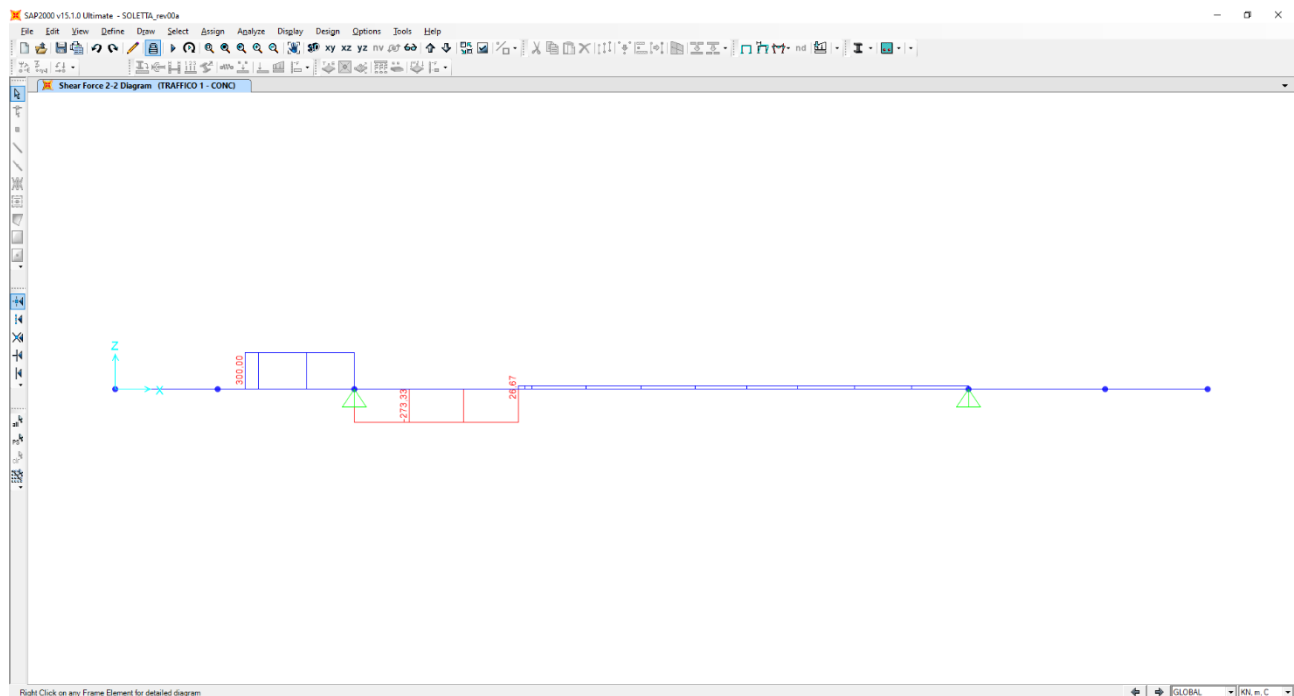 SAP2000 v15.1.0 Ultimate - SOLETTA_rev00a
File Edit View Define Draw Select Assign Analyze Display Design Options Tools Help
xy xz yz nv nd
Shear Force 2-2 Diagram (TRAFFICO 1 - CONC)
Z
X
300.00
-273.33
26.67
all
Right Click on any Frame Element for detailed diagram
GLOBAL KN, m, C